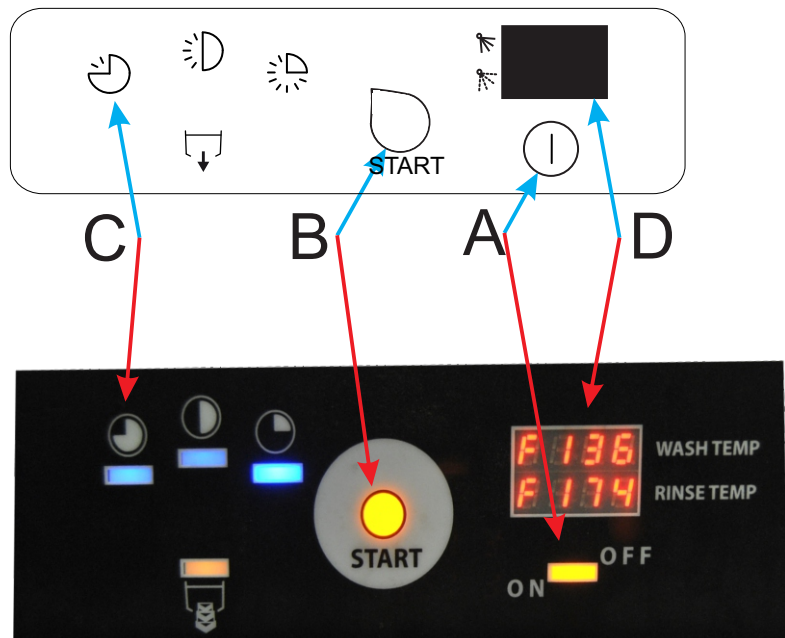 START
C
B
A
D
F 136 WASH TEMP
F 174 RINSE TEMP
START
ON OFF